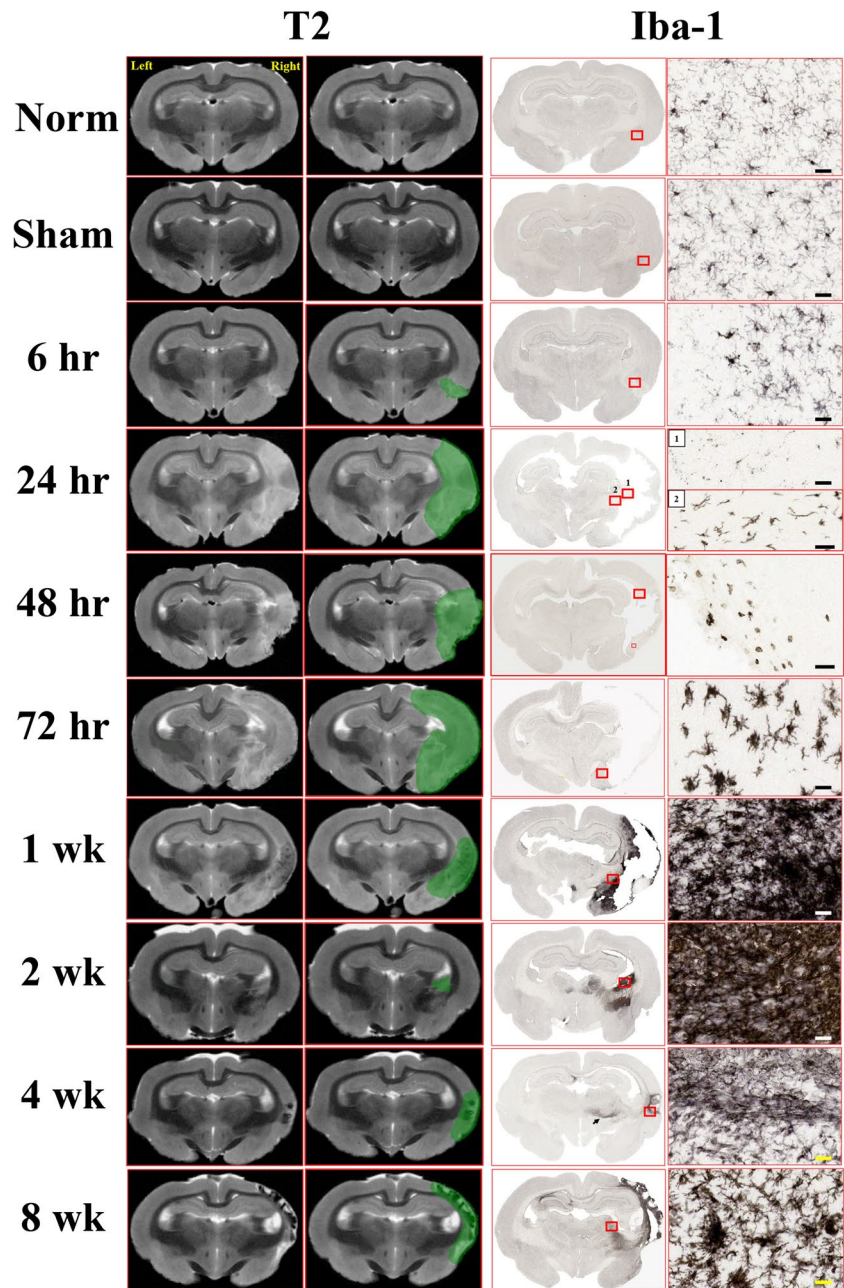 T2 Iba-1
Left Right
Norm
Sham
6 hr
24 hr
1
2
1
2
48 hr
72 hr
1 wk
2 wk
4 wk
8 wk